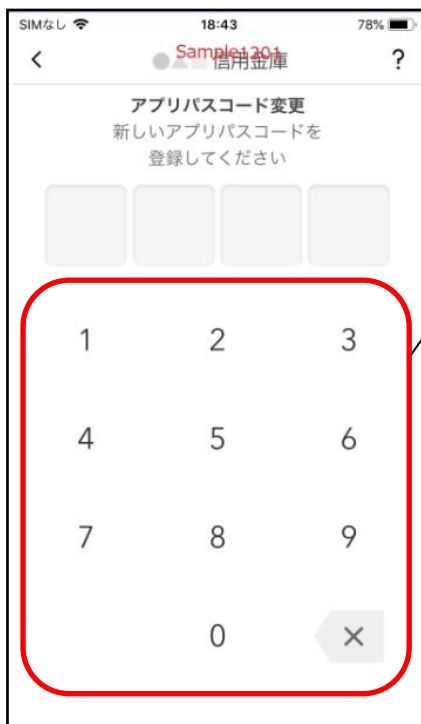 SIMなし 18:43 78%
●▲■信用金庫 ?
Sample1201
アプリパスコード変更
新しいアプリパスコードを
登録してください
1 2 3
4 5 6
7 8 9
0 ×